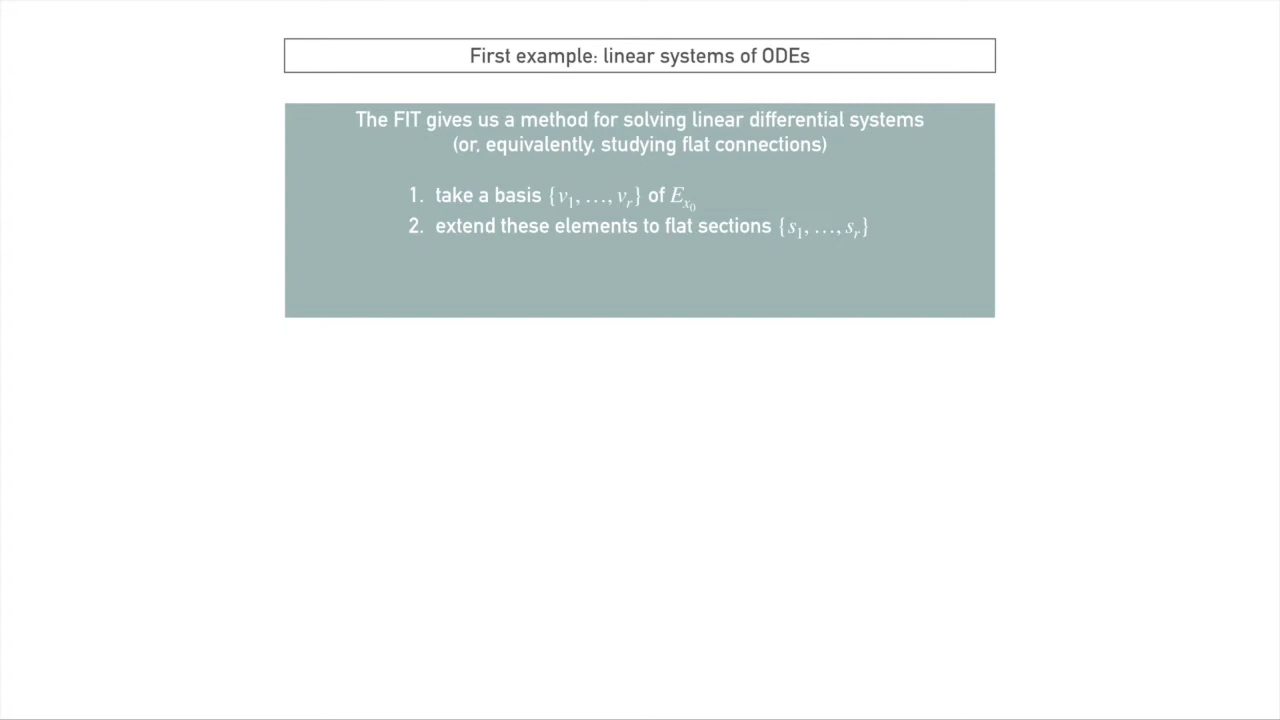 First example: linear systems of ODEs
The FIT gives us a method for solving linear differential systems
(or, equivalently, studying flat connections)
1. take a basis {v₁, …, vᵣ} of Eₓ₀
2. extend these elements to flat sections {s₁, …, sᵣ}